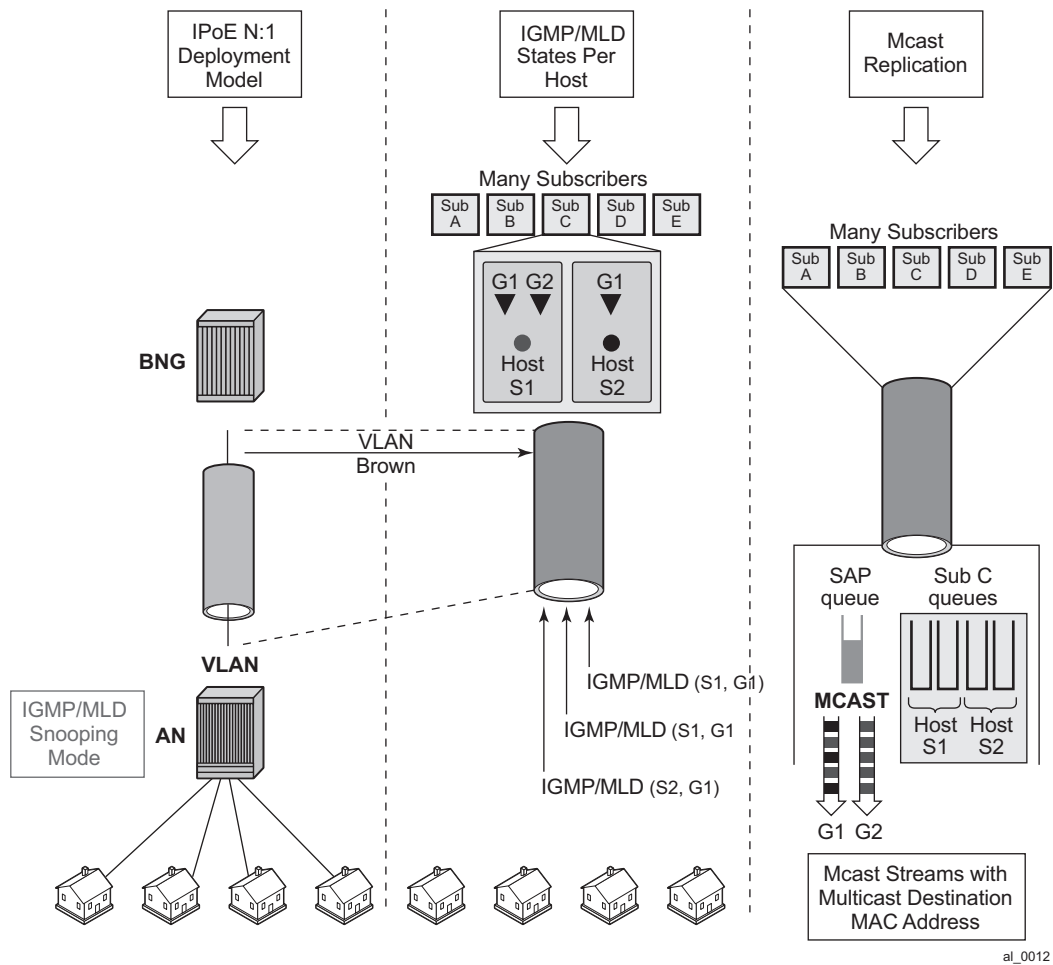 IPoE N:1
Deployment
Model
IGMP/MLD
States Per
Host
Mcast
Replication
Many Subscribers
Sub
A
Sub
B
Sub
C
Sub
D
Sub
E
G1 G2
Host
S1
G1
Host
S2
Many Subscribers
Sub
A
Sub
B
Sub
C
Sub
D
Sub
E
BNG
VLAN
Brown
VLAN
IGMP/MLD
Snooping
Mode
AN
IGMP/MLD (S1, G1)
IGMP/MLD (S1, G1
IGMP/MLD (S2, G1)
SAP
queue
Sub C
queues
MCAST
Host
S1
Host
S2
G1 G2
Mcast Streams with
Multicast Destination
MAC Address
al_0012